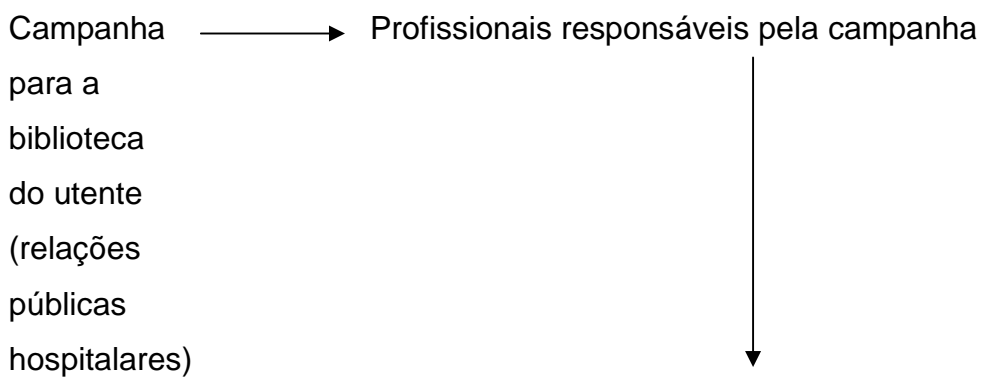 Campanha Profissionais responsáveis pela campanha
para a
biblioteca
do utente
(relações
públicas
hospitalares)